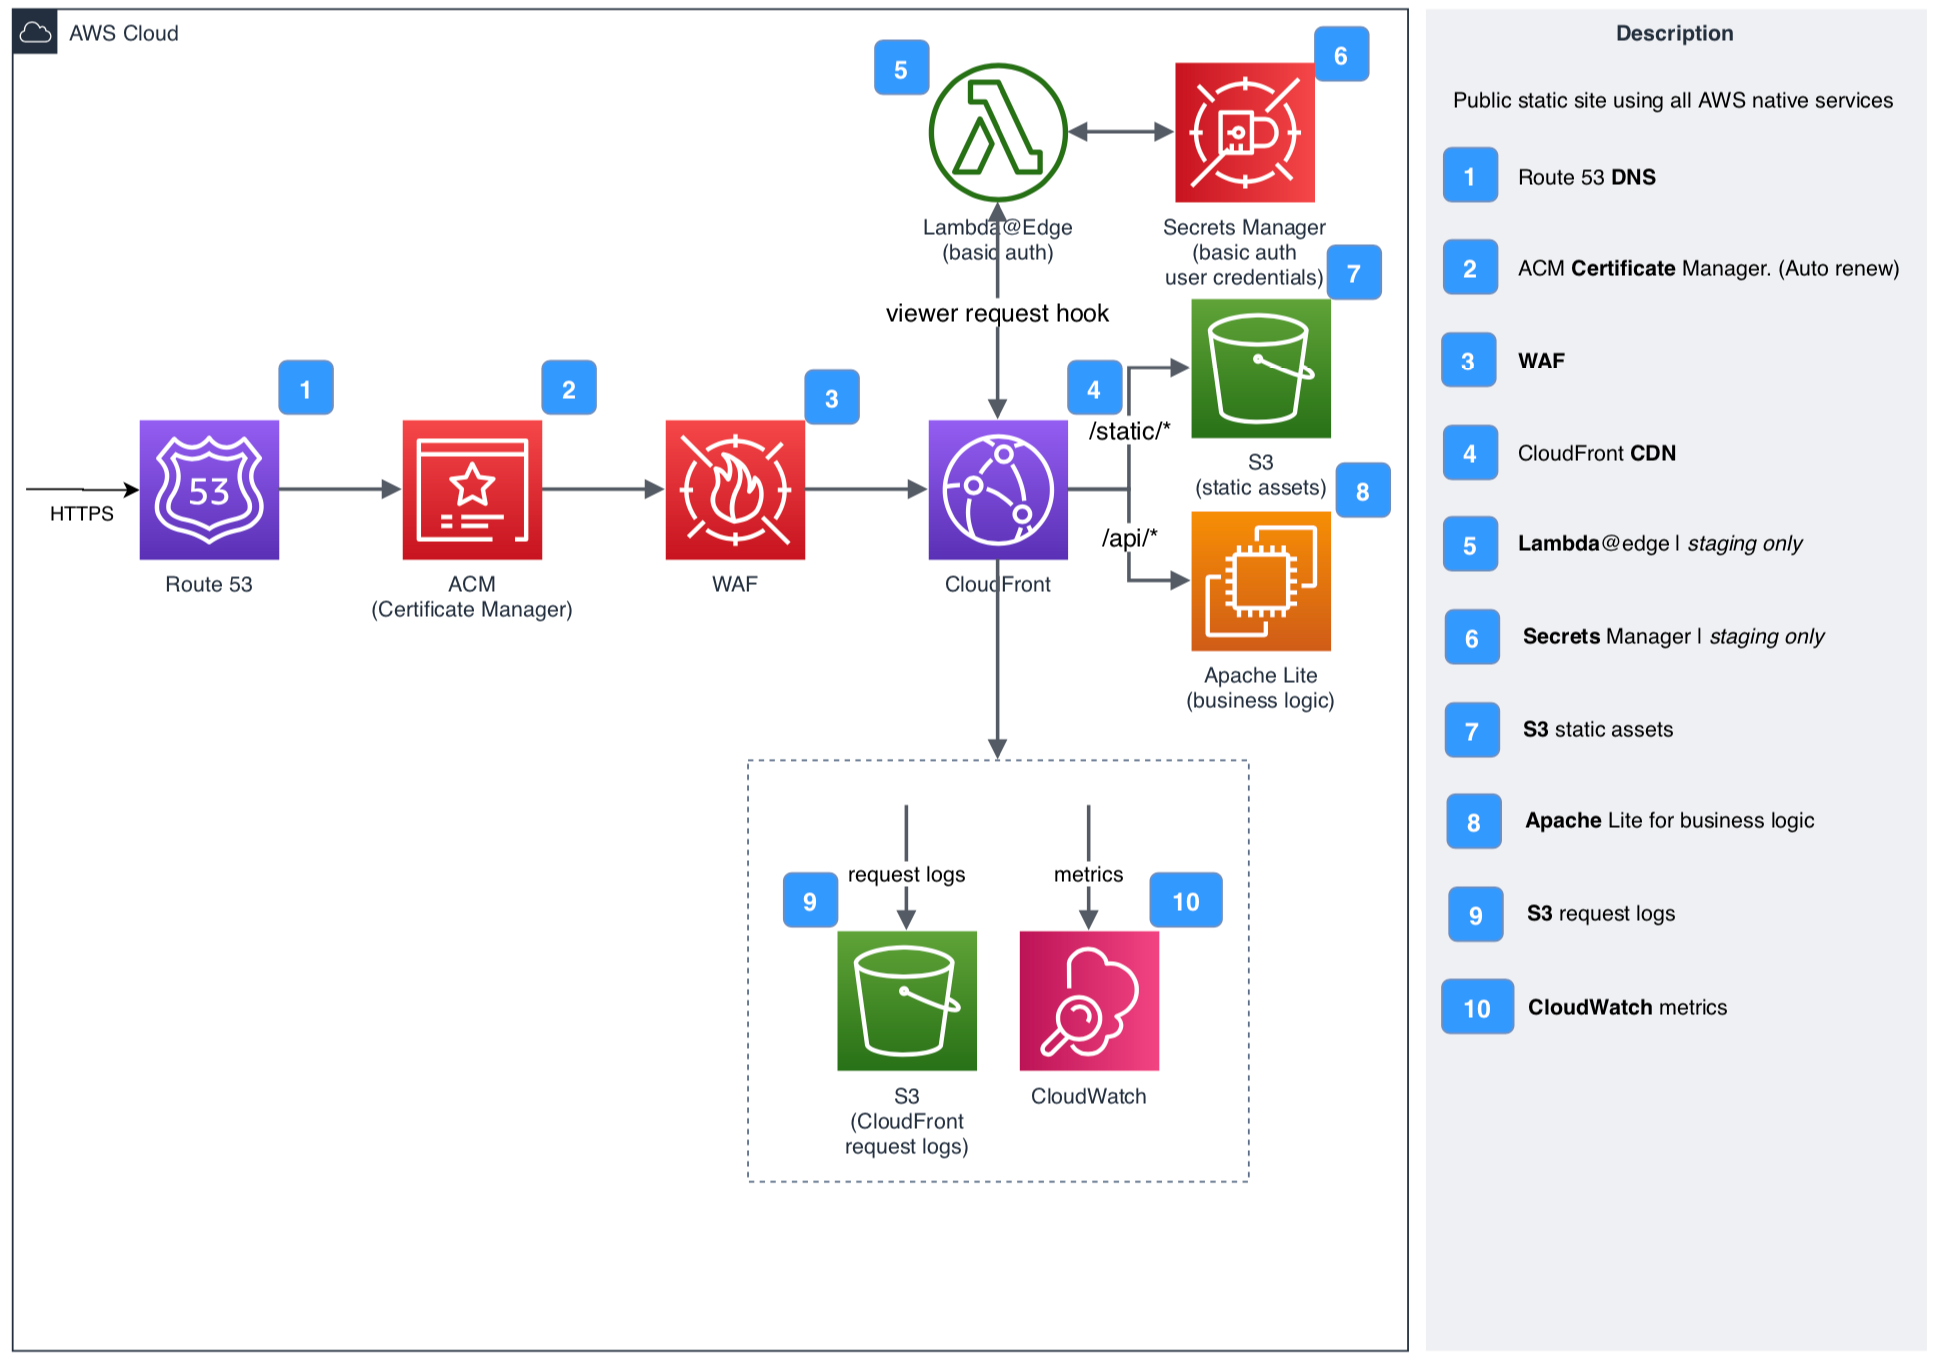 AWS Cloud
5
6
Lambda@Edge
(basic auth)
Secrets Manager
(basic auth
user credentials)
7
viewer request hook
1
2
3
4
/static/*
S3
(static assets)
8
53
HTTPS
/api/*
Route 53
ACM
(Certificate Manager)
WAF
CloudFront
Apache Lite
(business logic)
request logs
metrics
9
10
S3
(CloudFront
request logs)
CloudWatch
Description
Public static site using all AWS native services
1 Route 53 DNS
2 ACM Certificate Manager. (Auto renew)
3 WAF
4 CloudFront CDN
5 Lambda@edge | staging only
6 Secrets Manager | staging only
7 S3 static assets
8 Apache Lite for business logic
9 S3 request logs
10 CloudWatch metrics